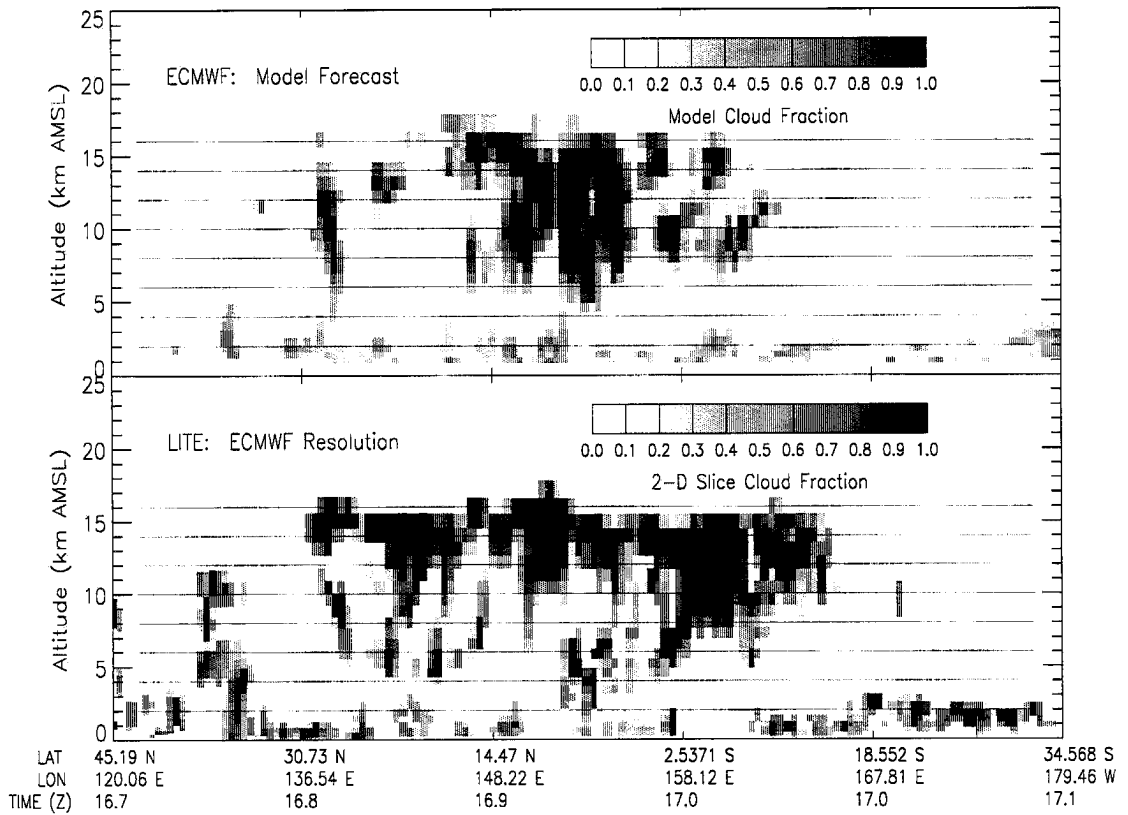 25
20
15
10
5
0
Altitude (km AMSL)
ECMWF: Model Forecast
0.0 0.1 0.2 0.3 0.4 0.5 0.6 0.7 0.8 0.9 1.0
Model Cloud Fraction
25
20
15
10
5
0
Altitude (km AMSL)
LITE: ECMWF Resolution
0.0 0.1 0.2 0.3 0.4 0.5 0.6 0.7 0.8 0.9 1.0
2-D Slice Cloud Fraction
LAT 45.19 N 30.73 N 14.47 N 2.5371 S 18.552 S 34.568 S
LON 120.06 E 136.54 E 148.22 E 158.12 E 167.81 E 179.46 W
TIME (Z) 16.7 16.8 16.9 17.0 17.0 17.1